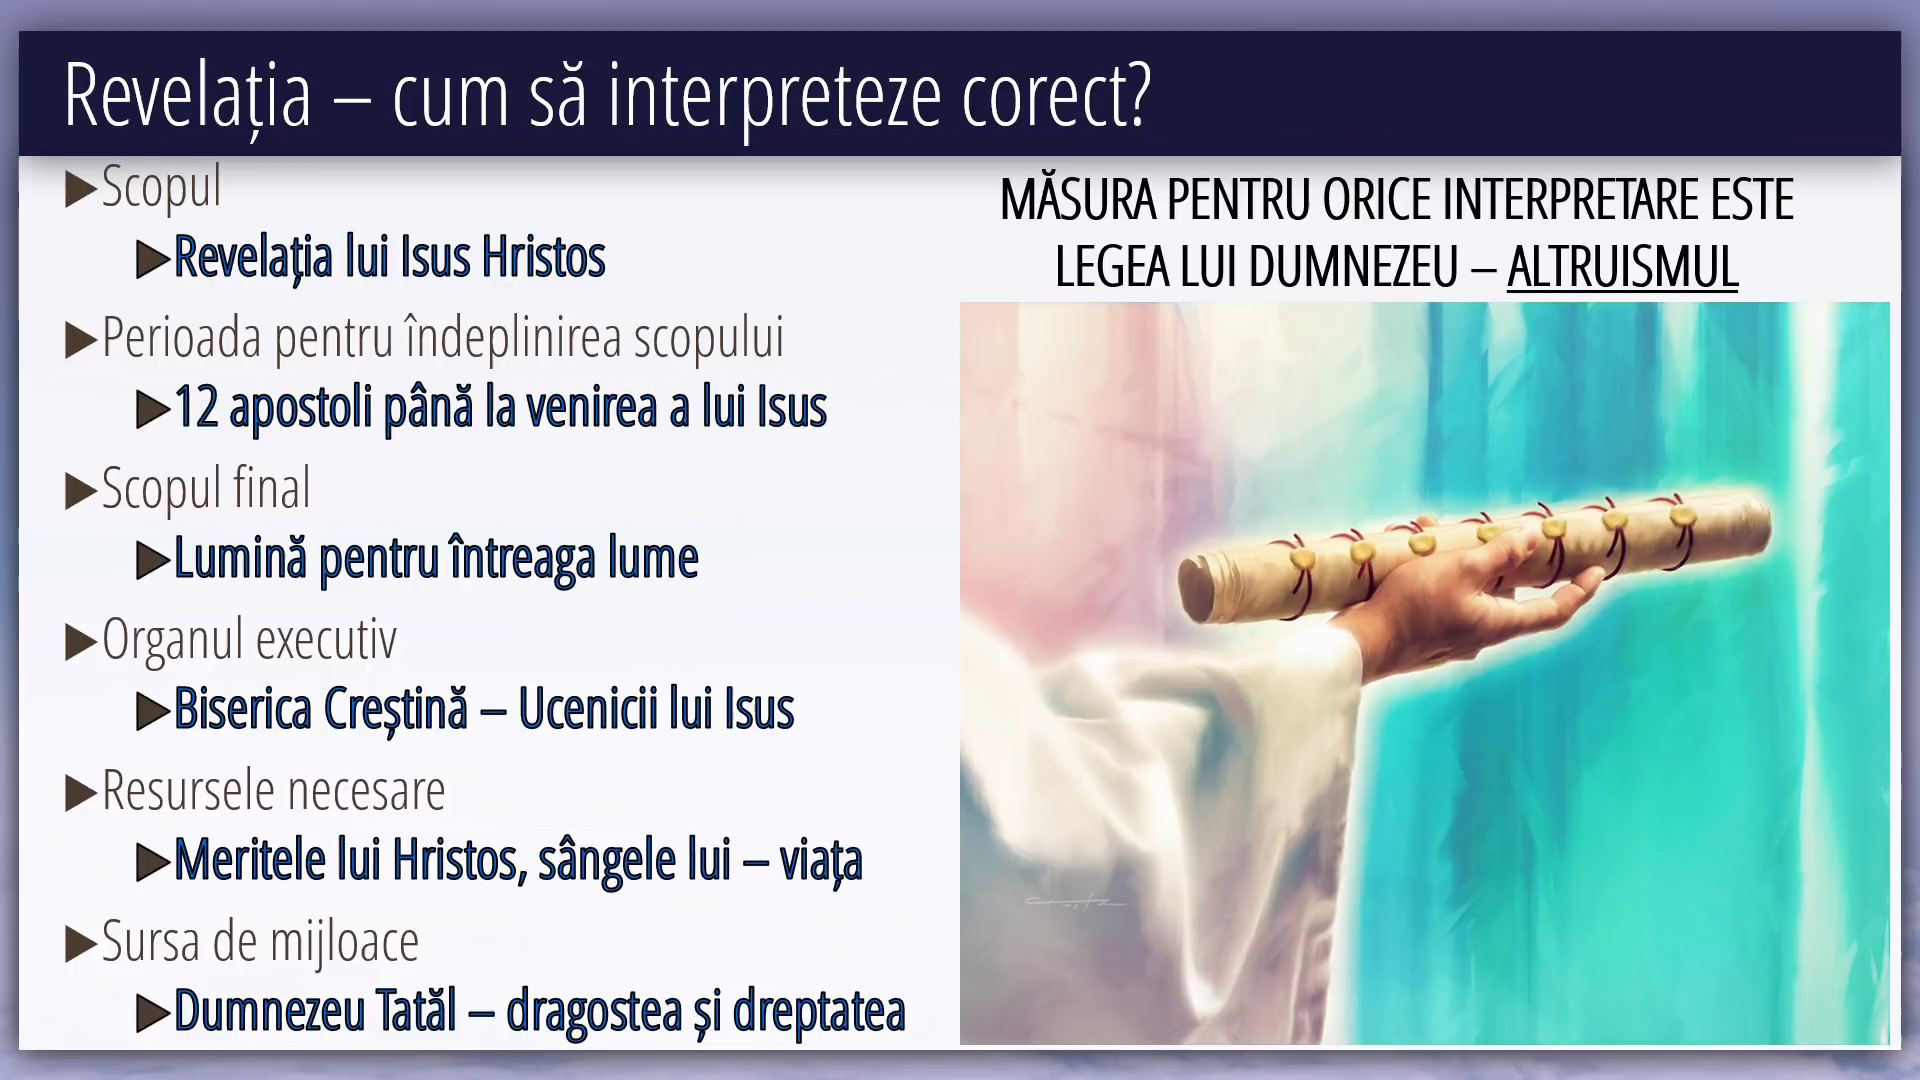 Revelația – cum să interpreteze corect?
Scopul
Revelația lui Isus Hristos
Perioada pentru îndeplinirea scopului
12 apostoli până la venirea a lui Isus
Scopul final
Lumină pentru întreaga lume
Organul executiv
Biserica Creștină – Ucenicii lui Isus
Resursele necesare
Meritele lui Hristos, sângele lui – viața
Sursa de mijloace
Dumnezeu Tatăl – dragostea și dreptatea
MĂSURA PENTRU ORICE INTERPRETARE ESTE
LEGEA LUI DUMNEZEU – ALTRUISMUL